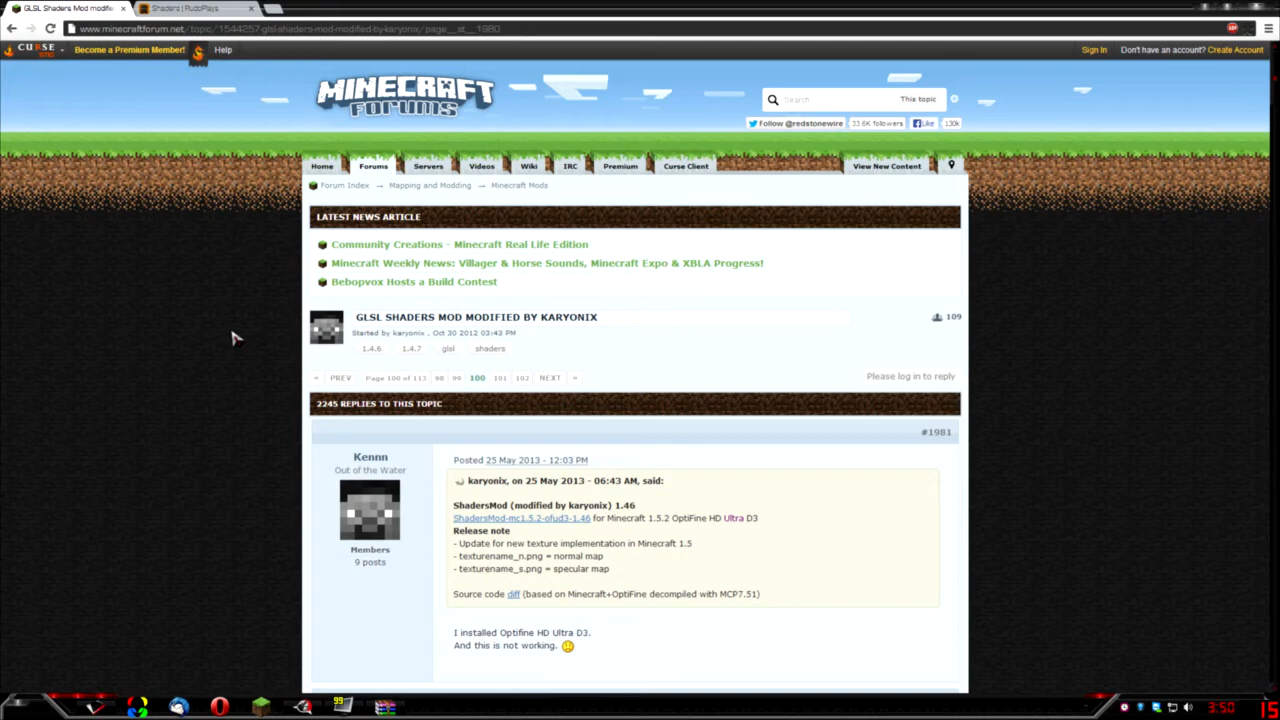 GLSL Shaders Mod modifie
Shaders | RudoPlays
www.minecraftforum.net/topic/1544257-glsl-shaders-mod-modified-by-karyonix/page__st__1980
CURSE
SITES
Become a Premium Member!
Help
Sign In
Don't have an account? Create Account
MINECRAFT
FORUMS
Search
This topic
Follow @redstonewire
33.6K followers
Like
130k
Home
Forums
Servers
Videos
Wiki
IRC
Premium
Curse Client
View New Content
Forum Index → Mapping and Modding → Minecraft Mods
LATEST NEWS ARTICLE
Community Creations - Minecraft Real Life Edition
Minecraft Weekly News: Villager & Horse Sounds, Minecraft Expo & XBLA Progress!
Bebopvox Hosts a Build Contest
GLSL SHADERS MOD MODIFIED BY KARYONIX
109
Started by karyonix , Oct 30 2012 03:43 PM
1.4.6 1.4.7 glsl shaders
« PREV Page 100 of 113 98 99 100 101 102 NEXT »
Please log in to reply
2245 REPLIES TO THIS TOPIC
#1981
Kennn
Out of the Water
Members
9 posts
Posted 25 May 2013 - 12:03 PM
karyonix, on 25 May 2013 - 06:43 AM, said:
ShadersMod (modified by karyonix) 1.46
ShadersMod-mc1.5.2-ofud3-1.46 for Minecraft 1.5.2 OptiFine HD Ultra D3
Release note
- Update for new texture implementation in Minecraft 1.5
- texturename_n.png = normal map
- texturename_s.png = specular map
Source code diff (based on Minecraft+OptiFine decompiled with MCP7.51)
I installed Optifine HD Ultra D3.
And this is not working.
99
3:50
15